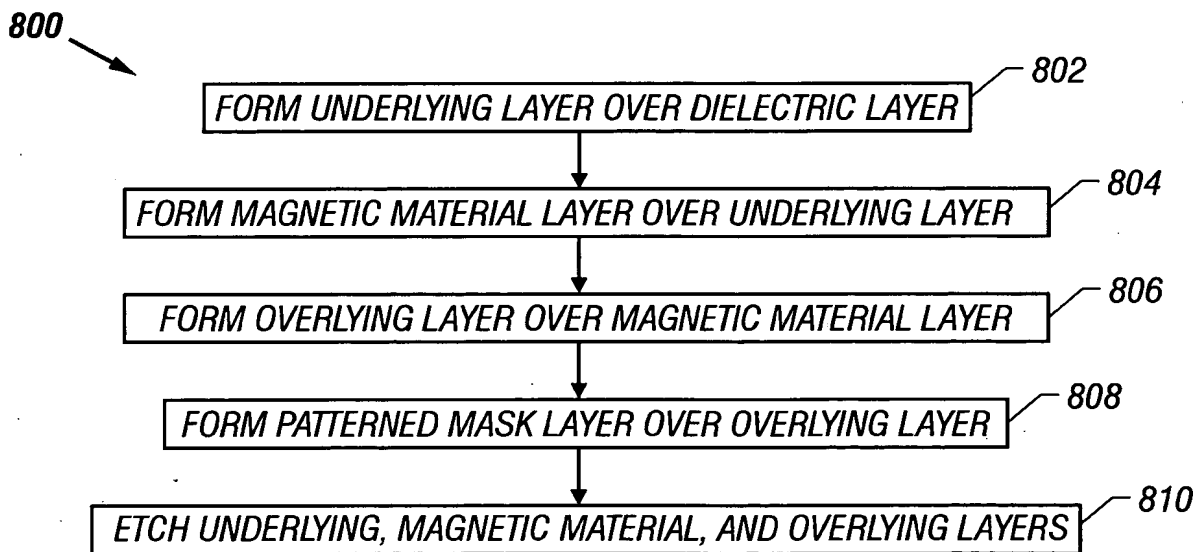 800
802
FORM UNDERLYING LAYER OVER DIELECTRIC LAYER
804
FORM MAGNETIC MATERIAL LAYER OVER UNDERLYING LAYER
806
FORM OVERLYING LAYER OVER MAGNETIC MATERIAL LAYER
808
FORM PATTERNED MASK LAYER OVER OVERLYING LAYER
810
ETCH UNDERLYING, MAGNETIC MATERIAL, AND OVERLYING LAYERS